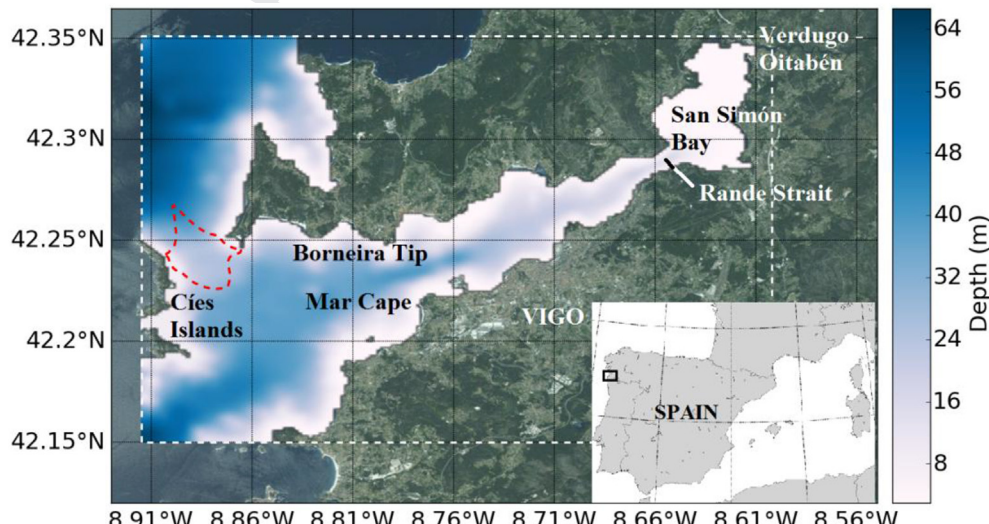 42.35°N
42.3°N
42.25°N
42.2°N
42.15°N
8.91°W 8.86°W 8.81°W 8.76°W 8.71°W 8.66°W 8.61°W 8.56°W
Verdugo
Oitabén
San Simón
Bay
Rande Strait
Borneira Tip
Mar Cape
Cíes
Islands
VIGO
SPAIN
64
56
48
40
32
24
16
8
Depth (m)